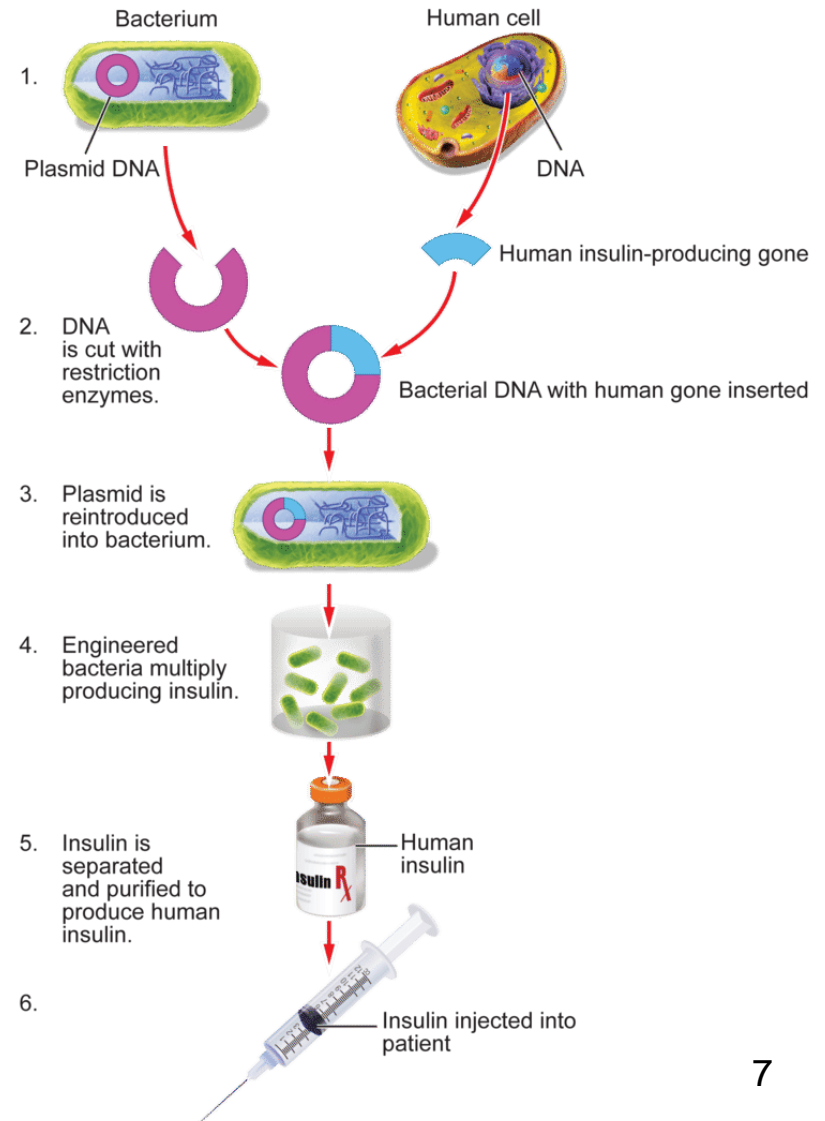 Bacterium
Human cell
1.
Plasmid DNA
DNA
Human insulin-producing gone
2. DNA
is cut with
restriction
enzymes.
Bacterial DNA with human gone inserted
3. Plasmid is
reintroduced
into bacterium.
4. Engineered
bacteria multiply
producing insulin.
5. Insulin is
separated
and purified to
produce human
insulin.
Human
insulin
nsulin Rx
6.
Insulin injected into
patient
7